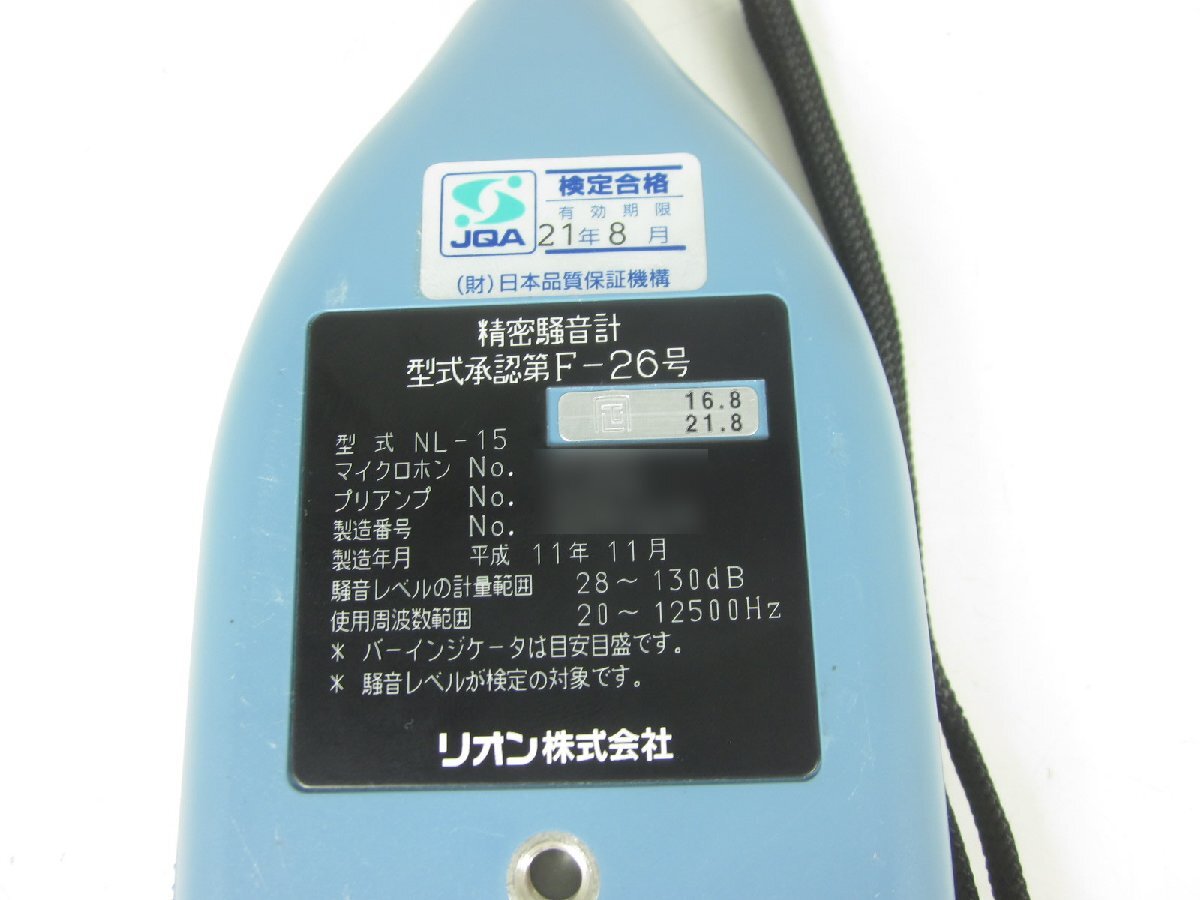 JQA
検定合格
有効期限
21年8月
(財)日本品質保証機構
精密騒音計
型式承認第F-26号
16.8
21.8
型式 NL-15
マイクロホン No.
プリアンプ No.
製造番号 No.
製造年月 平成 11年 11月
騒音レベルの計量範囲 28~130dB
使用周波数範囲 20~12500Hz
* バーインジケータは目安目盛です。
* 騒音レベルが検定の対象です。
リオン株式会社